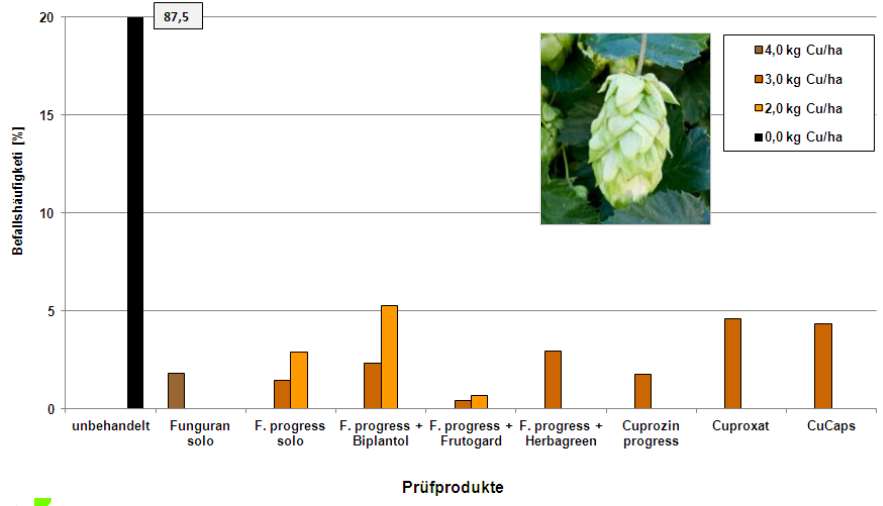 20
87,5
4,0 kg Cu/ha
3,0 kg Cu/ha
2,0 kg Cu/ha
0,0 kg Cu/ha
15
Befallshäufigketi [%]
10
5
0
unbehandelt
Funguran
solo
F. progress
solo
F. progress +
Biplantol
F. progress +
Frutogard
F. progress +
Herbagreen
Cuprozin
progress
Cuproxat
CuCaps
Prüfprodukte